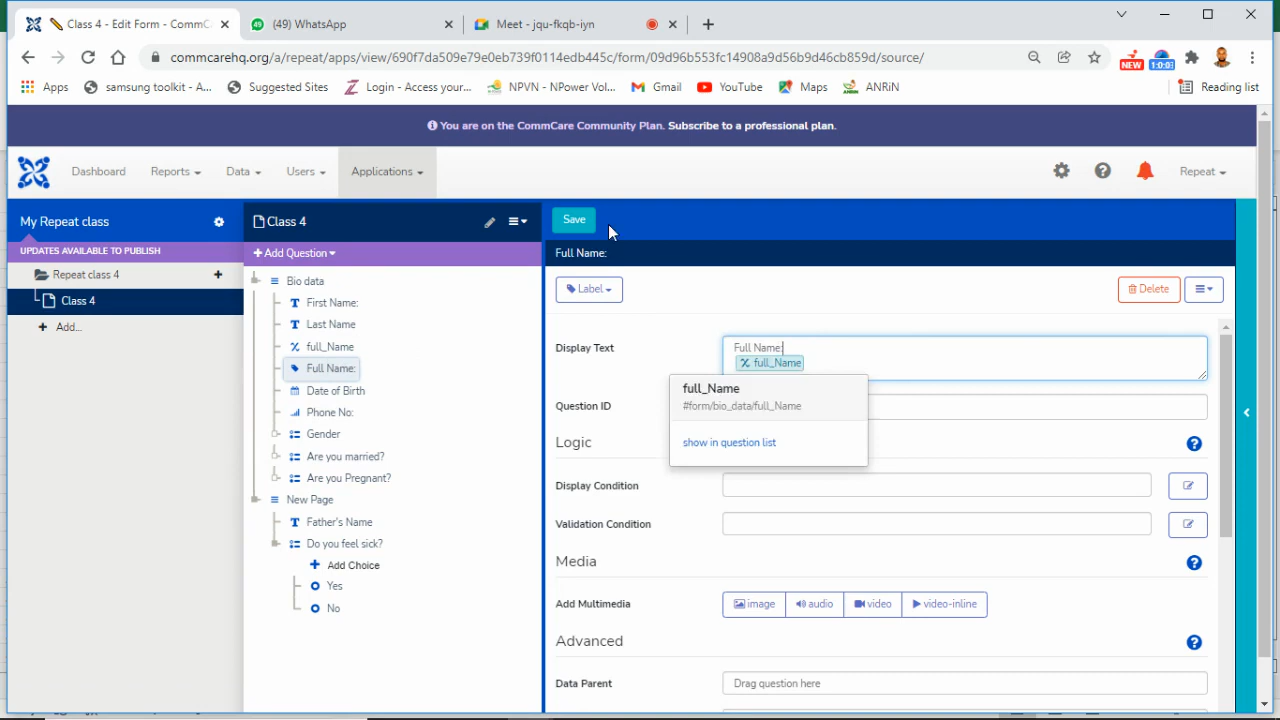 Class 4 - Edit Form - CommC
(49) WhatsApp
Meet - jqu-fkqb-iyn
commcarehq.org/a/repeat/apps/view/690f7da509e79e0eb739f0114edb445c/form/09d96b553fc14908a9d56b9d46cb859d/source/
NEW
1:0:03
Apps
samsung toolkit - A...
Suggested Sites
Login - Access your...
NPVN - NPower Vol...
Gmail
YouTube
Maps
ANRiN
Reading list
You are on the CommCare Community Plan. Subscribe to a professional plan.
Dashboard
Reports
Data
Users
Applications
Repeat
My Repeat class
Class 4
Save
UPDATES AVAILABLE TO PUBLISH
Add Question
Full Name:
Repeat class 4
Class 4
Add...
Bio data
First Name:
Last Name
full_Name
Full Name:
Date of Birth
Phone No:
Gender
Are you married?
Are you Pregnant?
New Page
Father's Name
Do you feel sick?
Add Choice
Yes
No
Label
Delete
Display Text
Full Name:
full_Name
full_Name
#form/bio_data/full_Name
show in question list
Question ID
Logic
Display Condition
Validation Condition
Media
Add Multimedia
image
audio
video
video-inline
Advanced
Data Parent
Drag question here